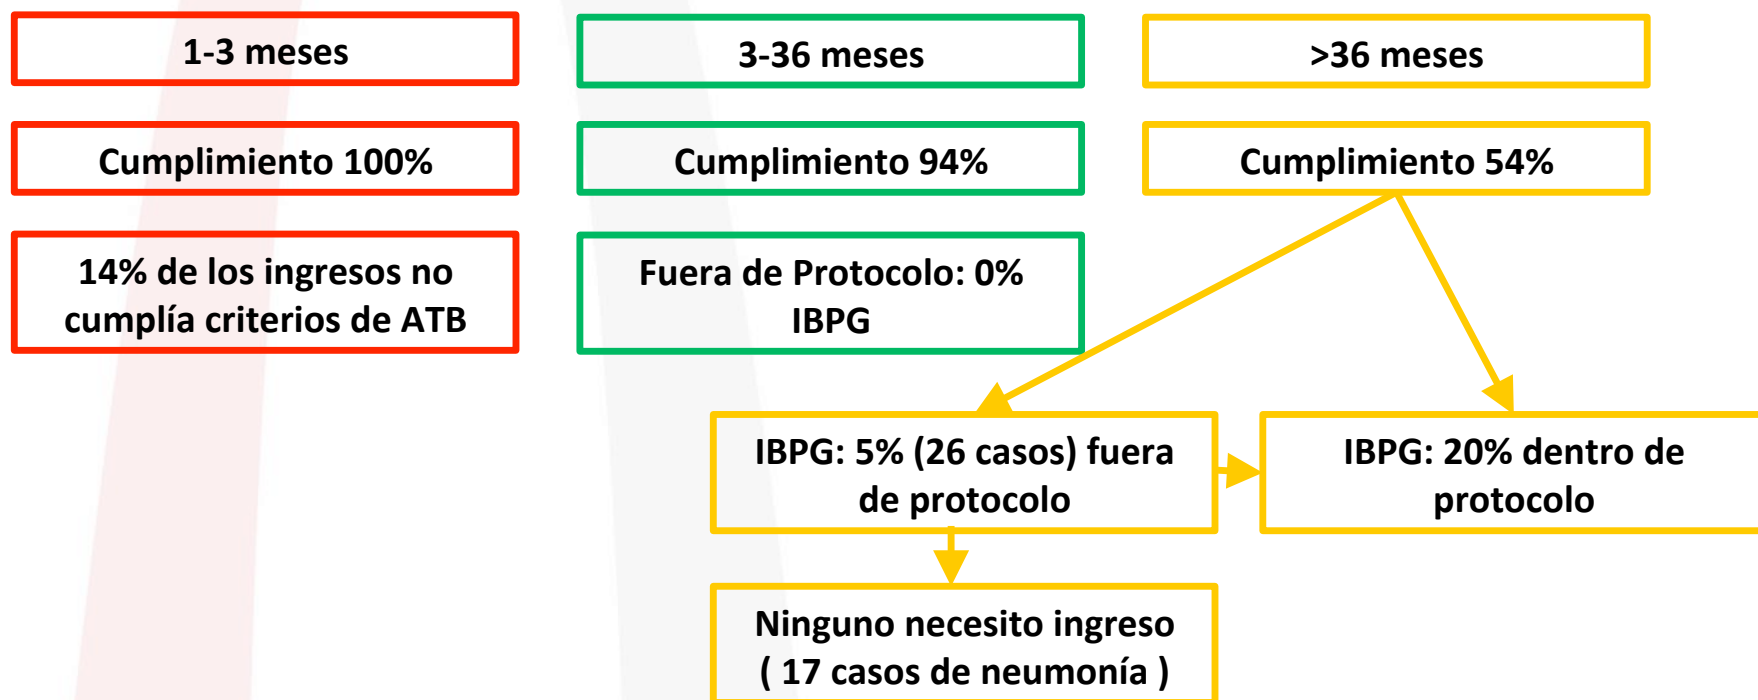 1-3 meses
3-36 meses
>36 meses
Cumplimiento 100%
Cumplimiento 94%
Cumplimiento 54%
14% de los ingresos no
cumplía criterios de ATB
Fuera de Protocolo: 0%
IBPG
IBPG: 5% (26 casos) fuera
de protocolo
IBPG: 20% dentro de
protocolo
Ninguno necesito ingreso
( 17 casos de neumonía )